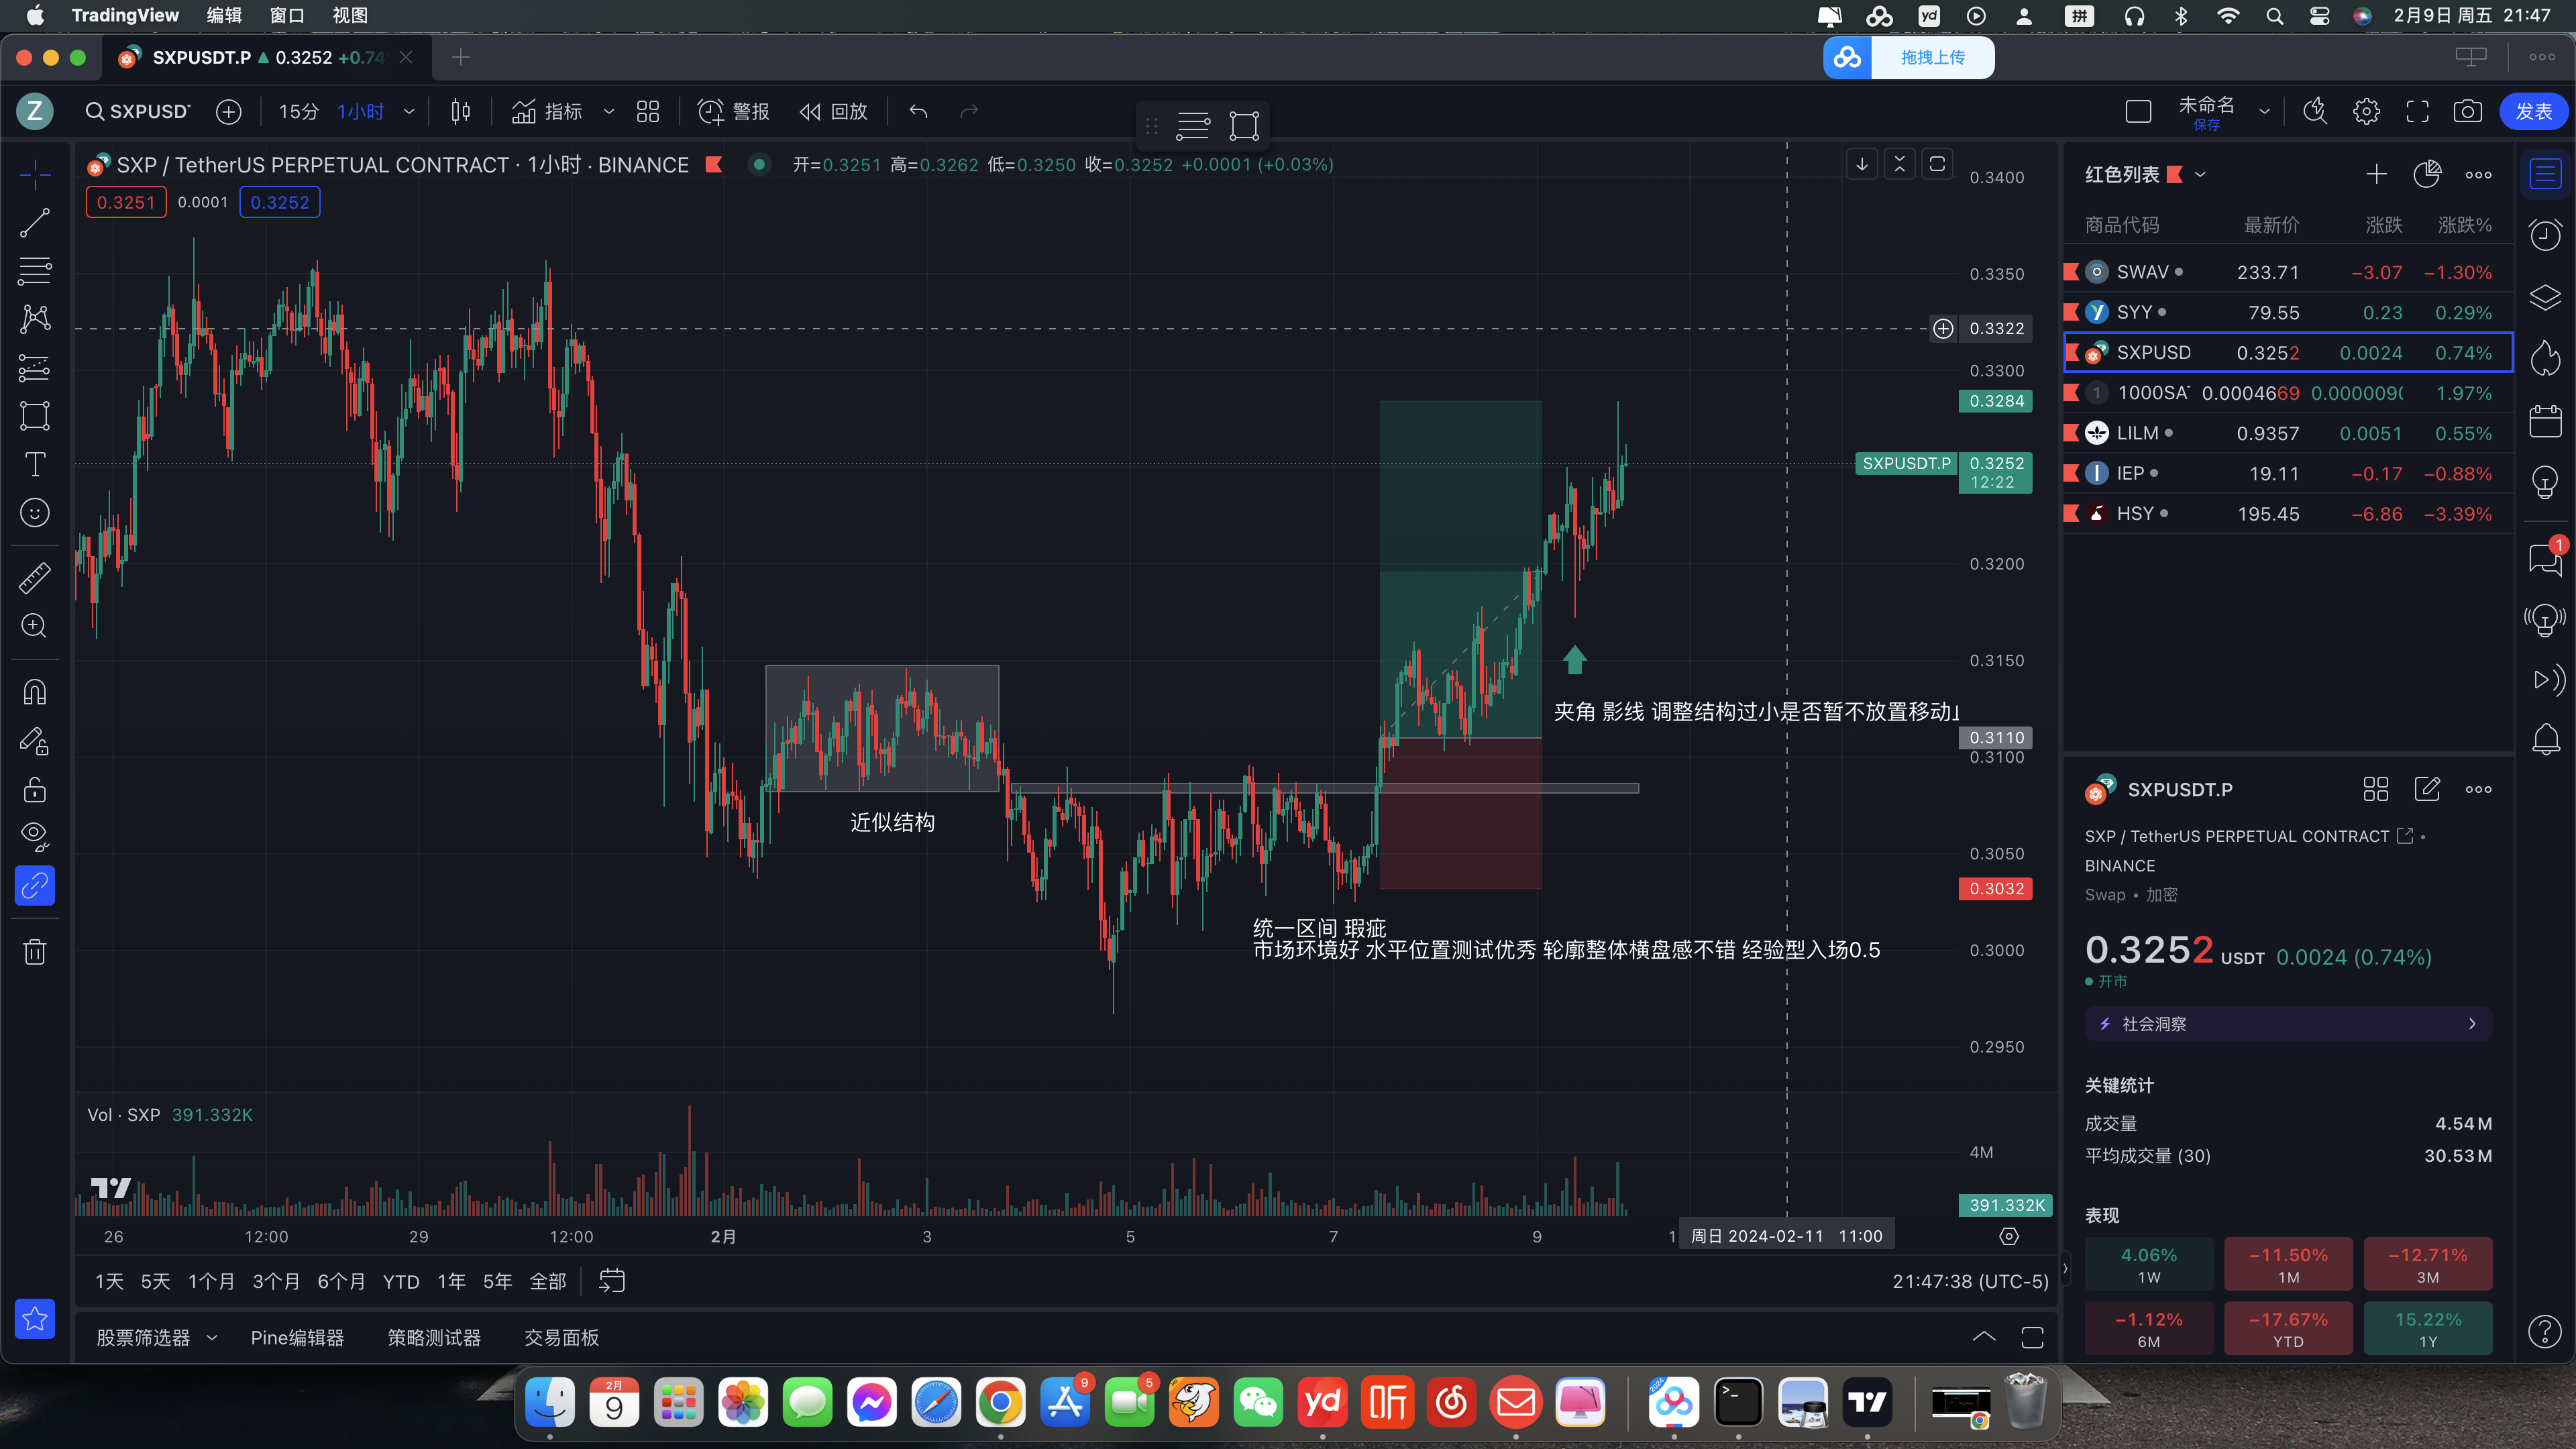 TradingView 编辑 窗口 视图 yd 拼 2月9日 周五 21:47
SXPUSDT.P ▲ 0.3252 +0.74
拖拽上传
Z SXPUSDT 15分 1小时 指标 警报 回放 未命名 保存 发表
SXP / TetherUS PERPETUAL CONTRACT · 1小时 · BINANCE 开=0.3251 高=0.3262 低=0.3250 收=0.3252 +0.0001 (+0.03%)
0.3251 0.0001 0.3252
0.3400
0.3350
0.3322
0.3300
0.3284
SXPUSDT.P 0.3252
12:22
0.3200
0.3150
夹角 影线 调整结构过小是否暂不放置移动
0.3110
0.3100
近似结构
0.3050
0.3032
统一区间 瑕疵
市场环境好 水平位置测试优秀 轮廓整体横盘感不错 经验型入场0.5
0.3000
0.2950
Vol · SXP 391.332K
4M
391.332K
26 12:00 29 12:00 2月 3 5 7 9 1 周日 2024-02-11 11:00
1天 5天 1个月 3个月 6个月 YTD 1年 5年 全部 21:47:38 (UTC-5)
股票筛选器 Pine编辑器 策略测试器 交易面板
红色列表
商品代码 最新价 涨跌 涨跌%
SWAV 233.71 −3.07 −1.30%
SYY 79.55 0.23 0.29%
SXPUSD 0.3252 0.0024 0.74%
1000SAT 0.0004669 0.0000090 1.97%
LILM 0.9357 0.0051 0.55%
IEP 19.11 −0.17 −0.88%
HSY 195.45 −6.86 −3.39%
1
SXPUSDT.P
SXP / TetherUS PERPETUAL CONTRACT
BINANCE
Swap • 加密
0.3252 USDT 0.0024 (0.74%)
开市
社会洞察
关键统计
成交量 4.54M
平均成交量 (30) 30.53M
表现
4.06% −11.50% −12.71%
1W 1M 3M
−1.12% −17.67% 15.22%
6M YTD 1Y
2月 9 9 5 yd 听 2024